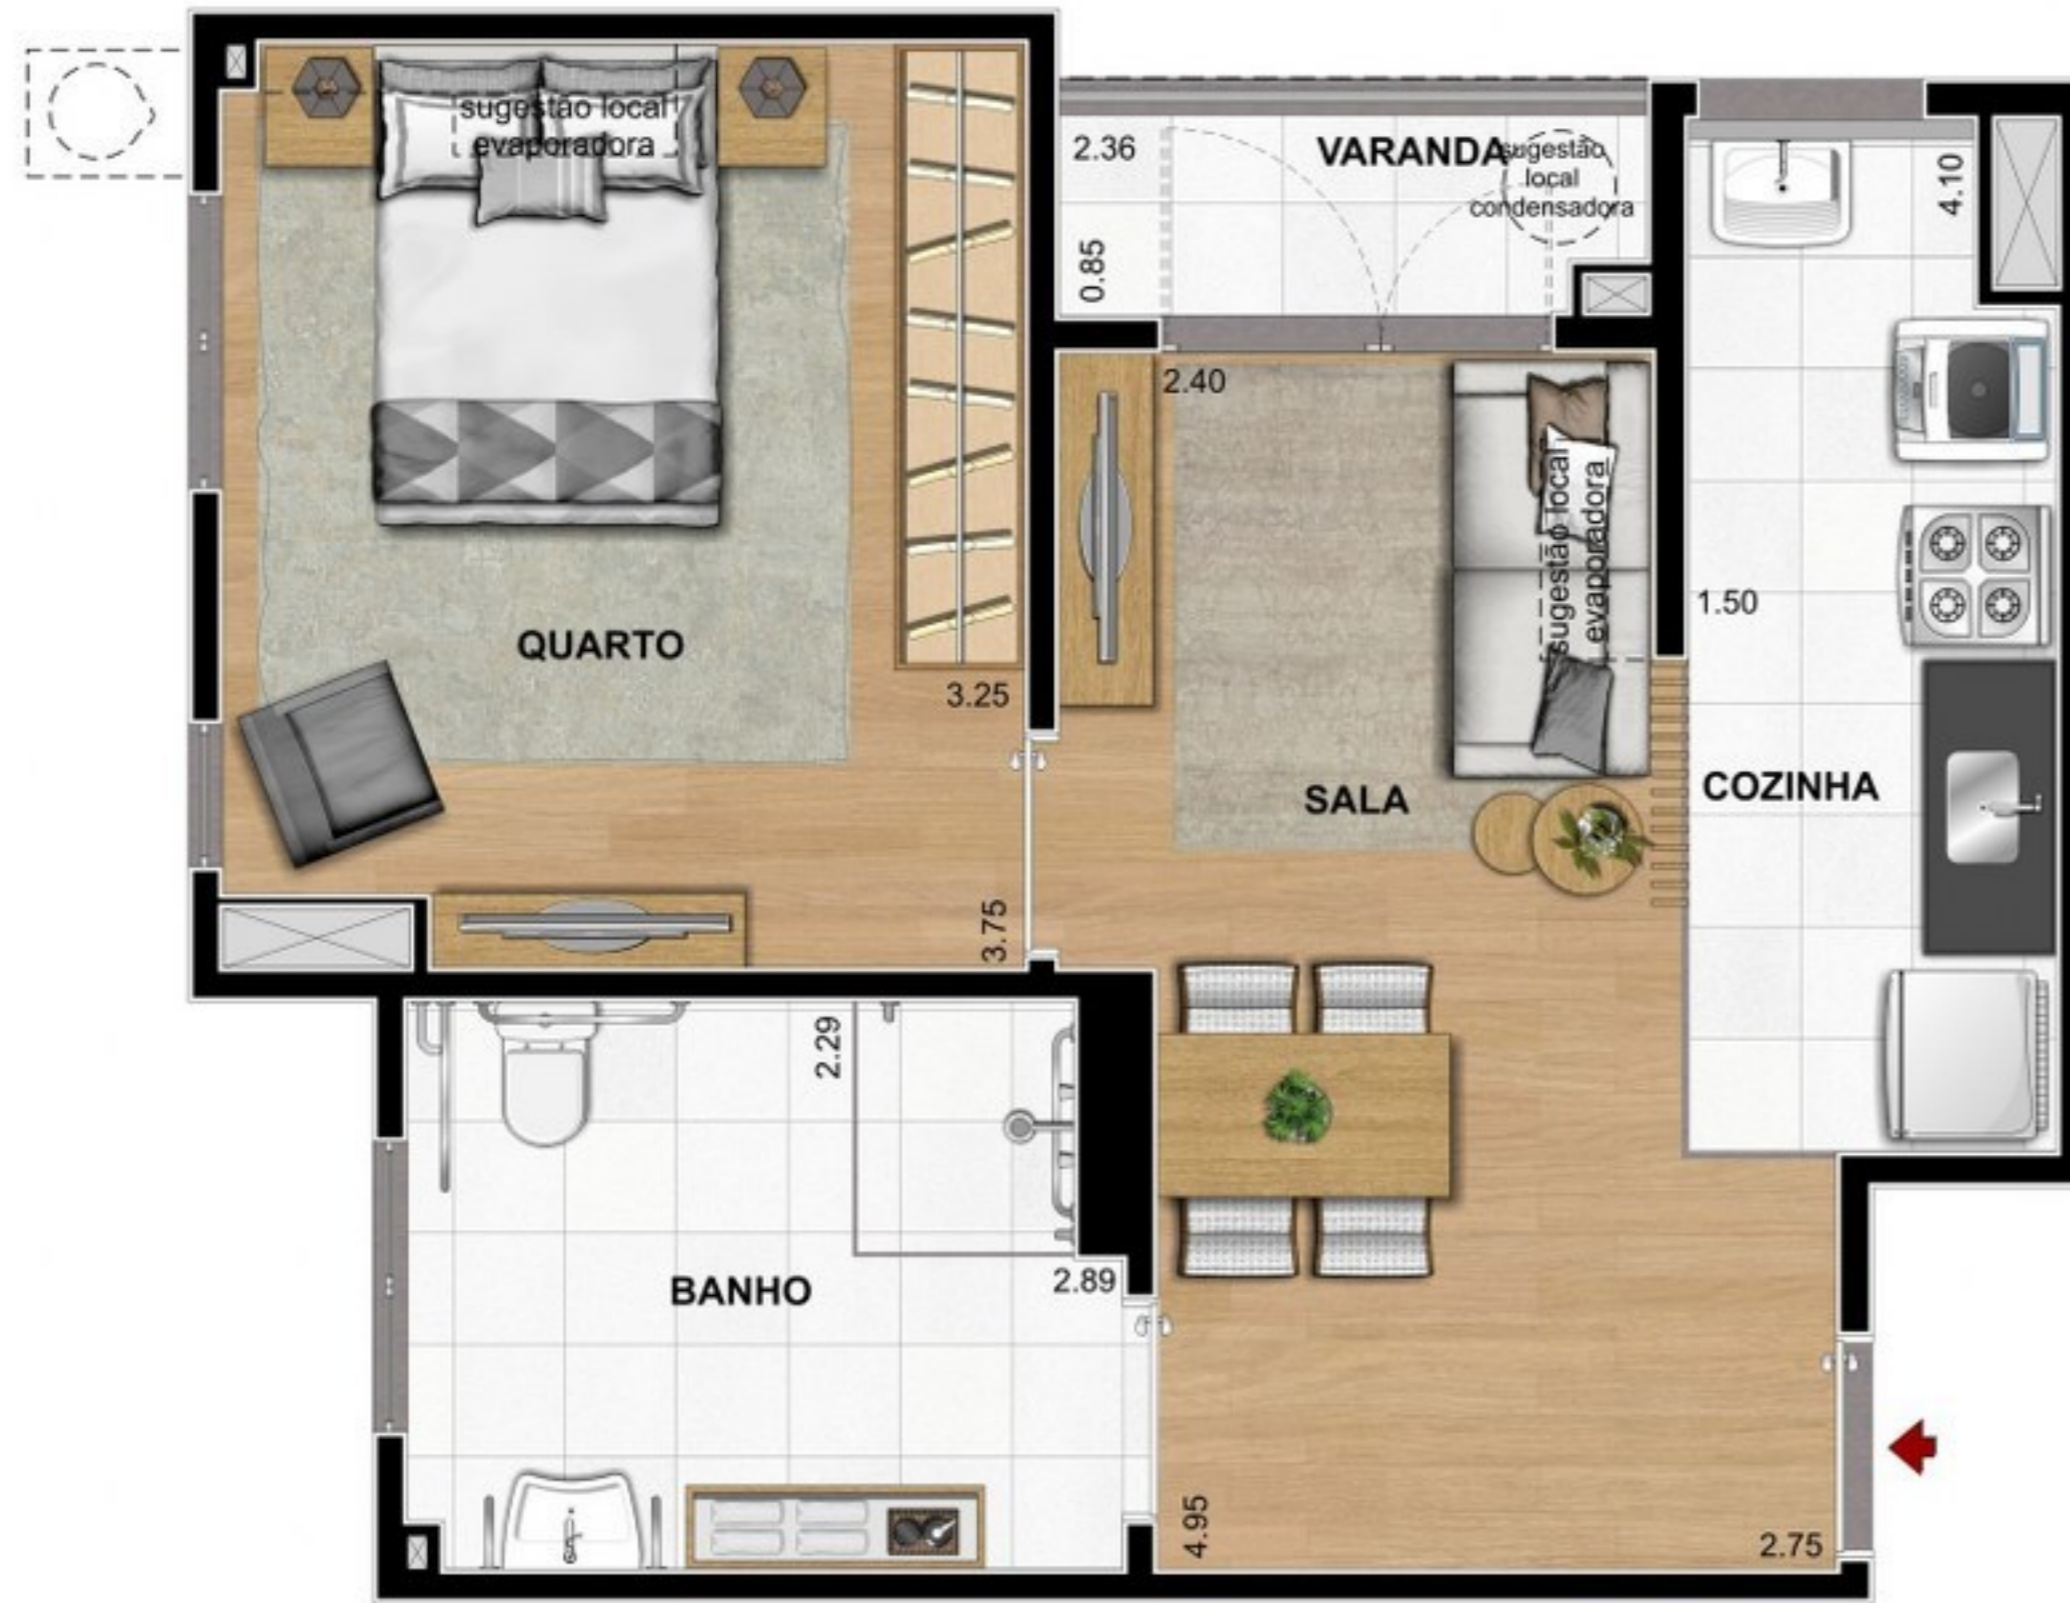 sugestão local
evaporadora
2.36
VARANDA
sugestão
local
condensadora
4.10
0.85
2.40
sugestão local
evaporadora
1.50
QUARTO
3.25
COZINHA
SALA
3.75
2.29
BANHO
2.89
4.95
2.75